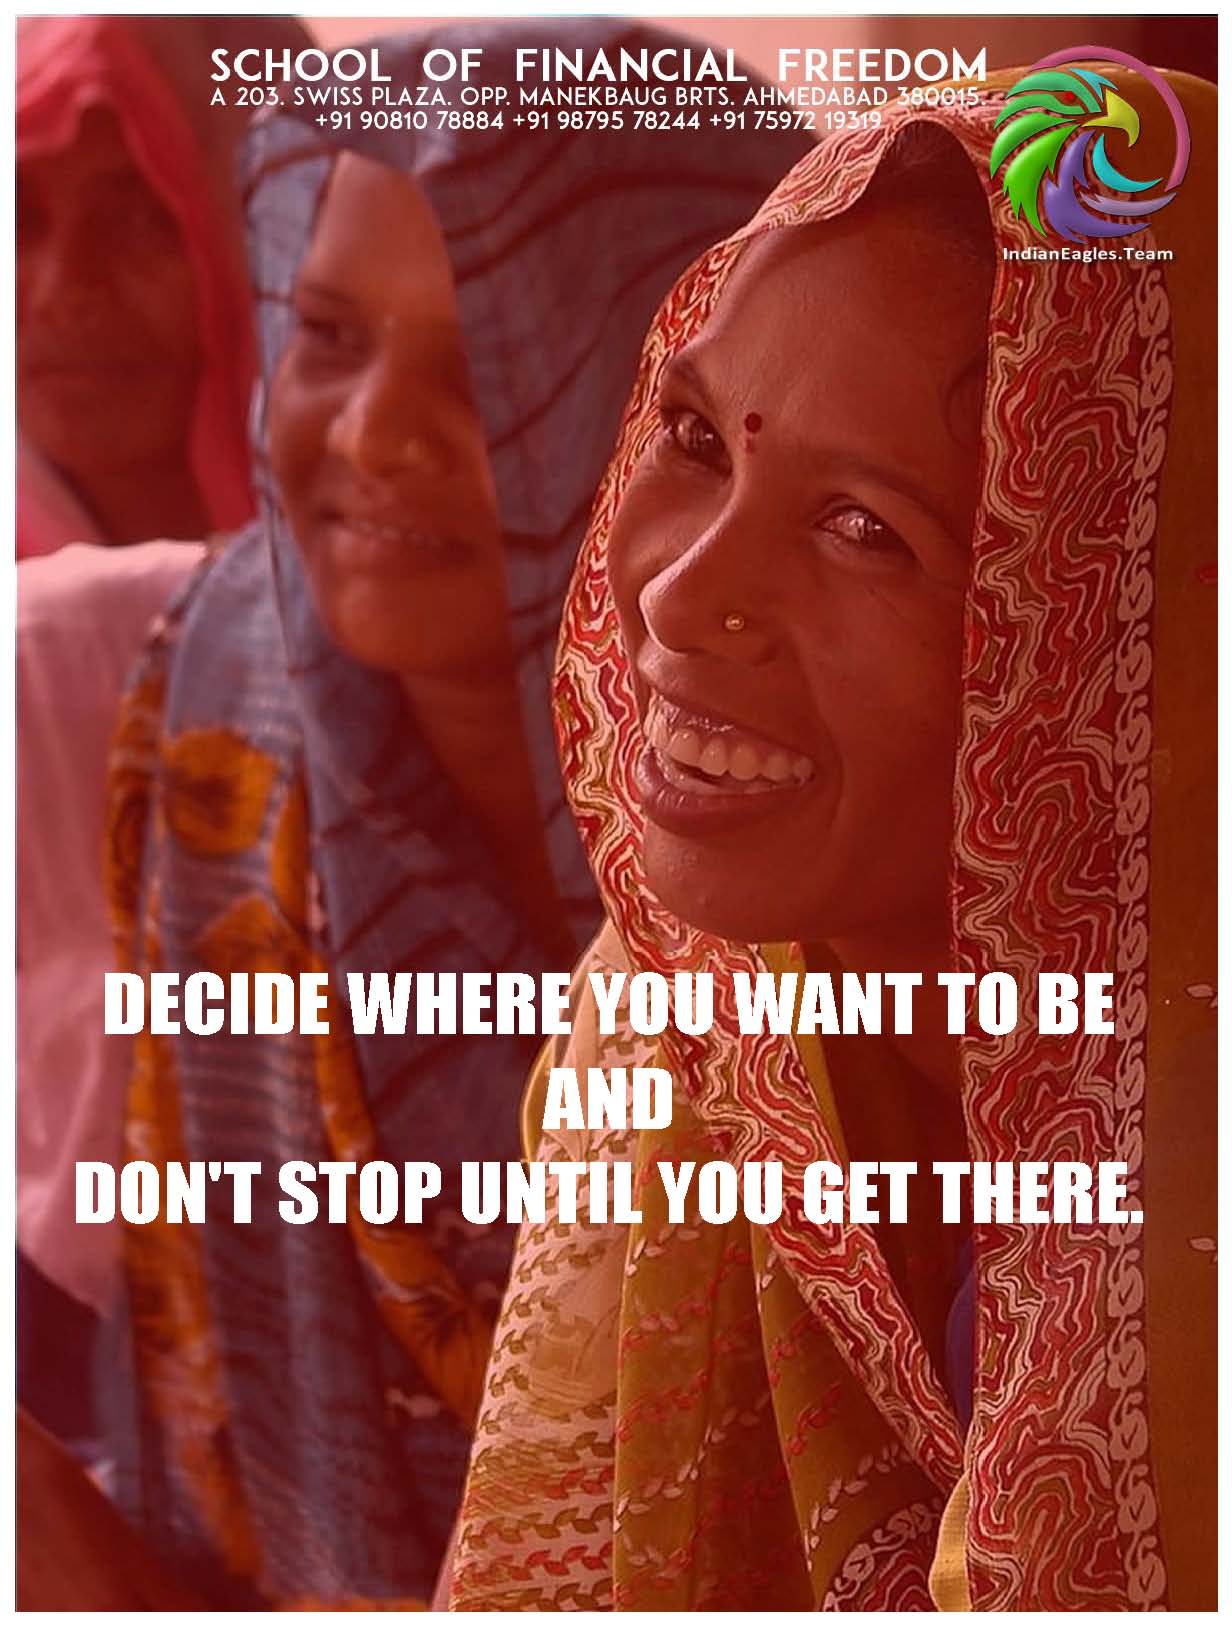 SCHOOL OF FINANCIAL FREEDOM
A 203. SWISS PLAZA. OPP. MANEKBAUG BRTS. AHMEDABAD 380015.
+91 90810 78884 +91 98795 78244 +91 75972 19319
IndianEagles.Team
DECIDE WHERE YOU WANT TO BE
AND
DON'T STOP UNTIL YOU GET THERE.